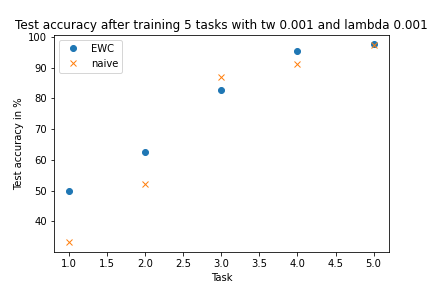 Test accuracy after training 5 tasks with tw 0.001 and lambda 0.001
EWC
naive
100
90
80
70
60
50
40
Test accuracy in %
1.0 1.5 2.0 2.5 3.0 3.5 4.0 4.5 5.0
Task